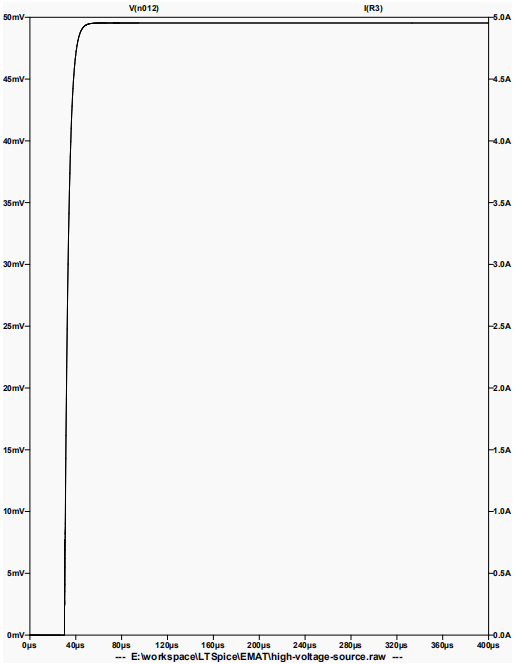 V(n012) I(R3)
50mV 5.0A
45mV 4.5A
40mV 4.0A
35mV 3.5A
30mV 3.0A
25mV 2.5A
20mV 2.0A
15mV 1.5A
10mV 1.0A
5mV 0.5A
0mV 0.0A
0µs 40µs 80µs 120µs 160µs 200µs 240µs 280µs 320µs 360µs 400µs
--- E:\workspace\LTSpice\EMAT\high-voltage-source.raw ---